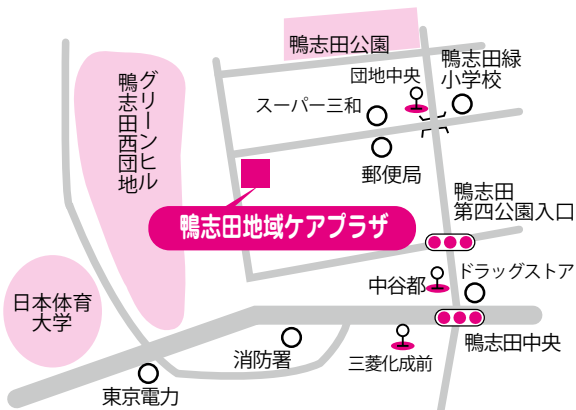 鴨志田公園
団地中央
鴨志田緑
小学校
スーパー三和
郵便局
グリーンヒル
鴨志田西団地
鴨志田地域ケアプラザ
鴨志田
第四公園入口
中谷都
ドラッグストア
日本体育
大学
鴨志田中央
消防署
三菱化成前
東京電力